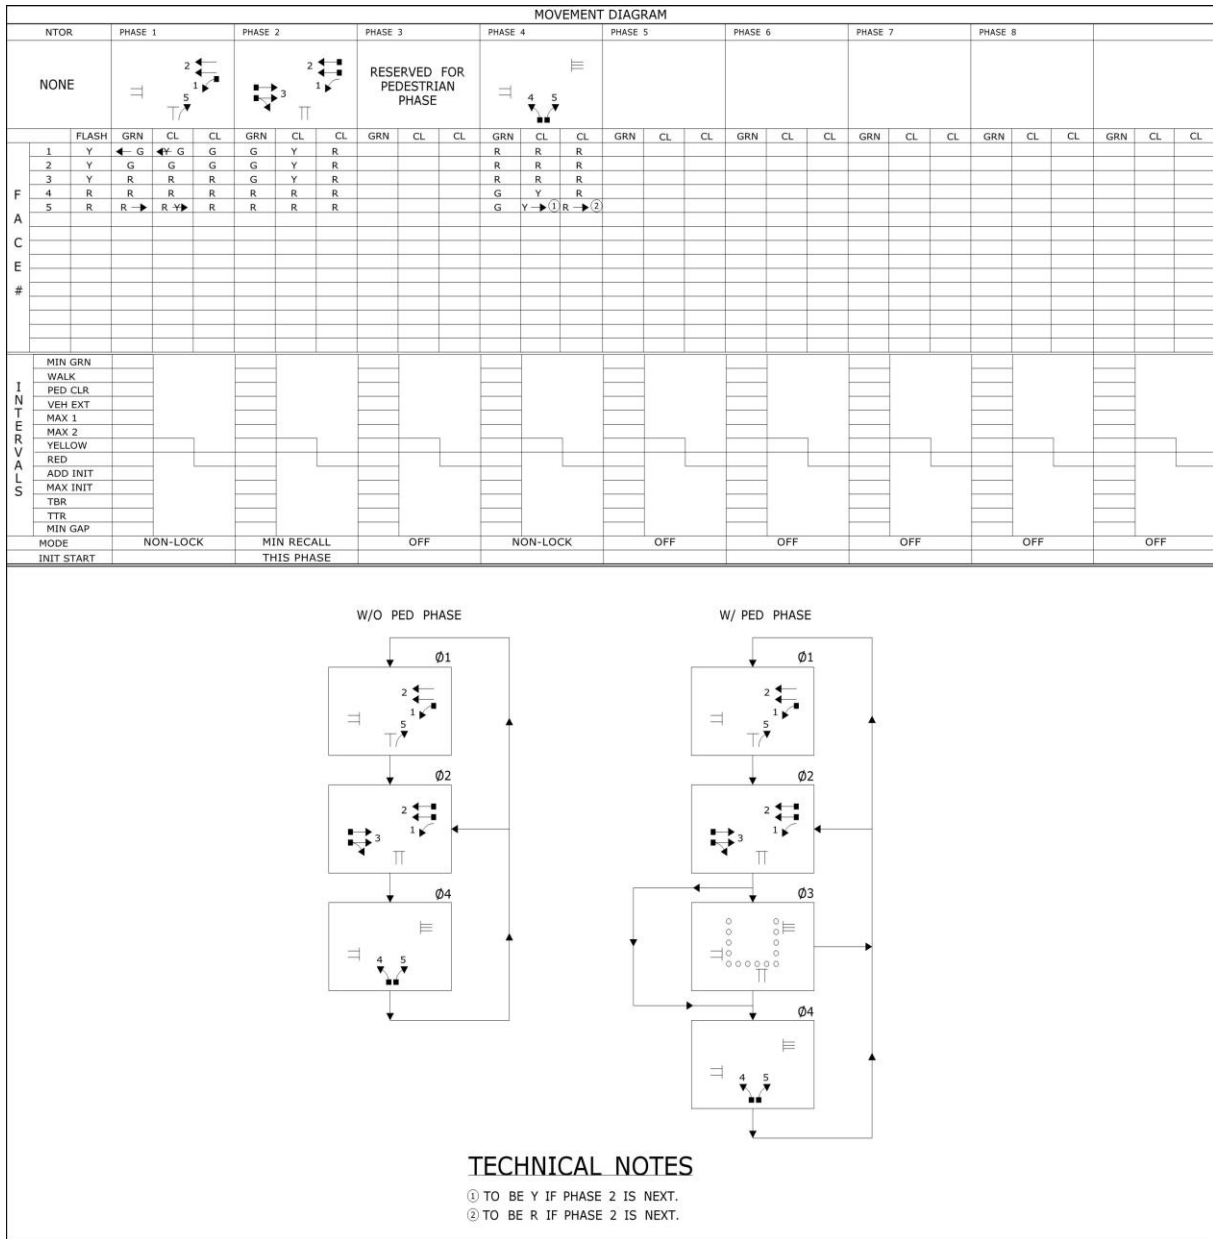 MOVEMENT DIAGRAM
NTOR PHASE 1 PHASE 2 PHASE 3 PHASE 4 PHASE 5 PHASE 6 PHASE 7 PHASE 8
NONE
2
1
5
2
1
3
RESERVED FOR
PEDESTRIAN
PHASE
4 5
FLASH GRN CL CL GRN CL CL GRN CL CL GRN CL CL GRN CL CL GRN CL CL GRN CL CL GRN CL CL GRN CL CL
FACE #
1 Y ← G ←Y G G G Y R R R R
2 Y G G G G Y R R R R
3 Y R R R G Y R R R R
4 R R R R R R R G Y R
5 R R → R Y→ R R R R G Y → ① R → ②
INTERVALS
MIN GRN
WALK
PED CLR
VEH EXT
MAX 1
MAX 2
YELLOW
RED
ADD INIT
MAX INIT
TBR
TTR
MIN GAP
MODE NON-LOCK MIN RECALL OFF NON-LOCK OFF OFF OFF OFF OFF
INIT START THIS PHASE
W/O PED PHASE
Ø1
2
1
5
Ø2
2
1
3
Ø4
4 5
W/ PED PHASE
Ø1
2
1
5
Ø2
2
1
3
Ø3
Ø4
4 5
TECHNICAL NOTES
① TO BE Y IF PHASE 2 IS NEXT.
② TO BE R IF PHASE 2 IS NEXT.